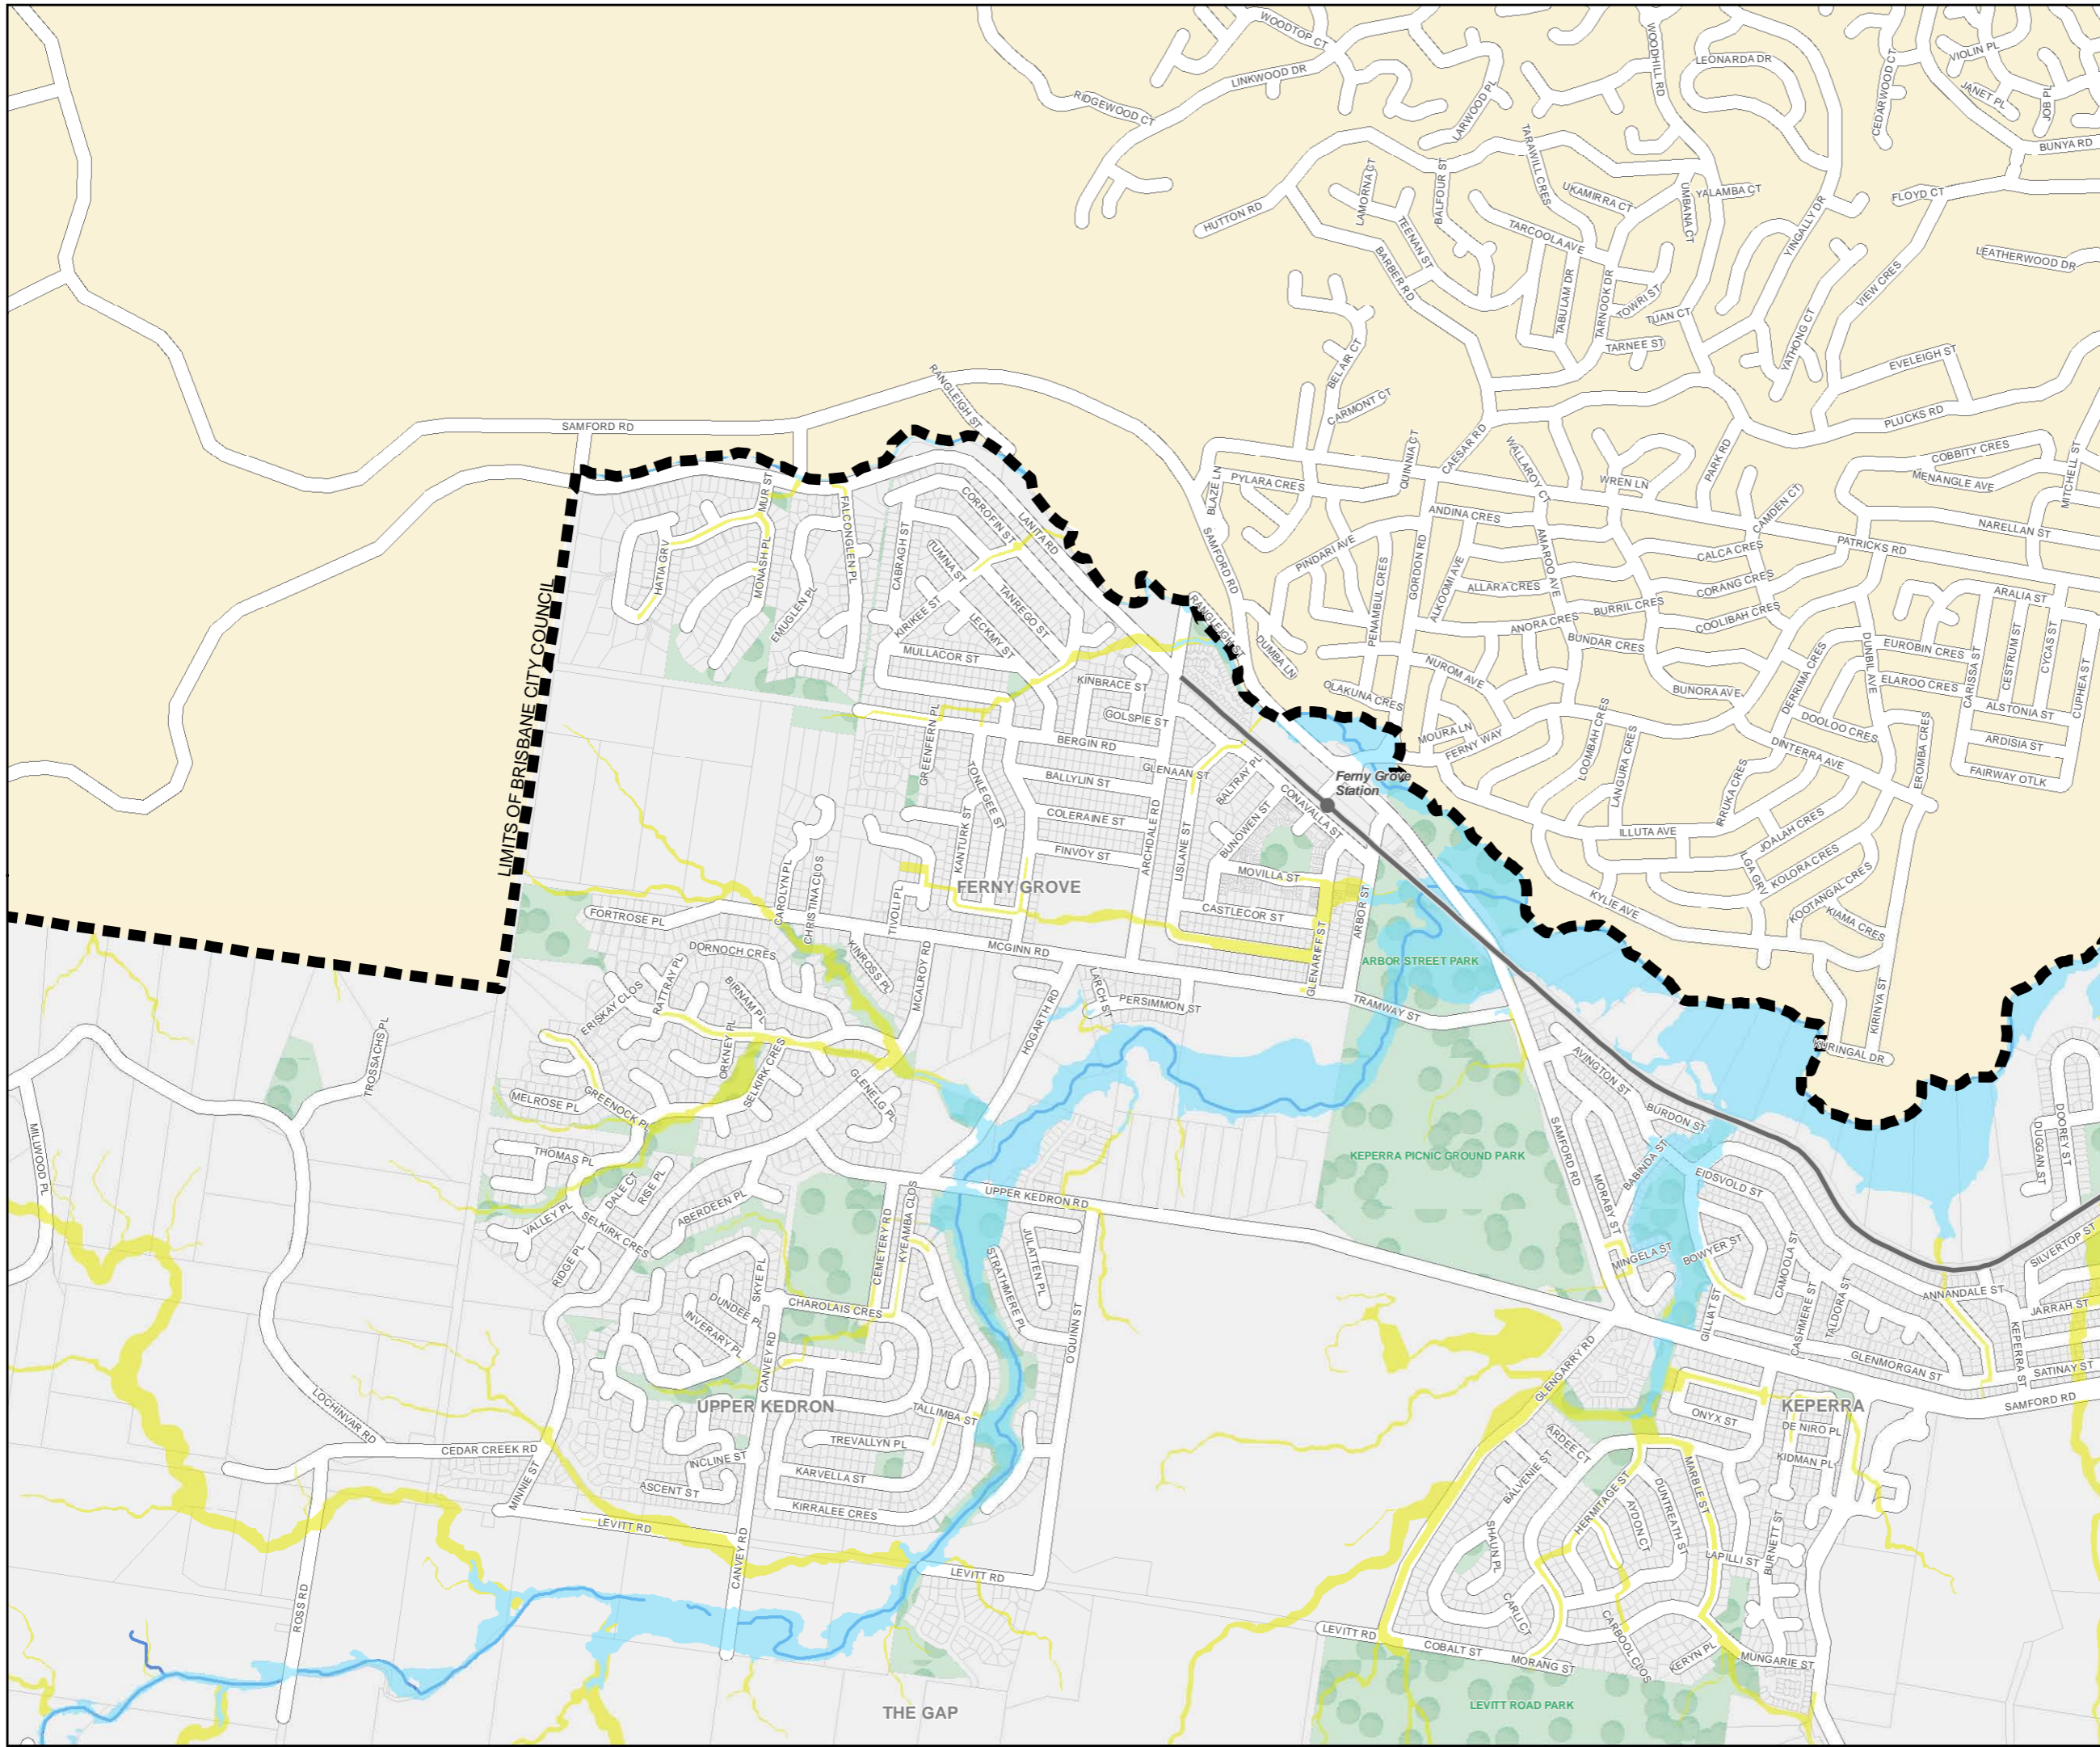 WOODTOP CT
WOODHILL RD
LEONARDA DR
CEDARWOOD CT
VIOLIN PL
JANET PL
JOB PL
BUNYA RD
LINKWOOD DR
RIDGEWOOD CT
LARWOOD PL
TARAWILL CRES
UKAMIRRA CT
UMBANA CT
YALAMBA CT
YINGALLY DR
FLOYD CT
HUTTON RD
LAMORNA CT
BALFOUR ST
TEENAN ST
BARBER RD
TARCOOLA AVE
LEATHERWOOD DR
VIEW CRES
TABULAM DR
TARNOOK DR
TOWRI ST
TUAN CT
TARNEE ST
YATHONG CT
EVELEIGH ST
BELAIR CT
CARMONT CT
RANGLEIGH ST
SAMFORD RD
PLUCKS RD
PARK RD
CAESAR RD
QUINNIA CT
WALLAROY CT
WREN LN
COBBITY CRES
MENANGLE AVE
MITCHELL ST
BLAZE LN
PYLARA CRES
CAMDEN CT
NARELLAN ST
PATRICKS RD
ANDINA CRES
AMAROO AVE
CALCA CRES
SAMFORD RD
PINDARI AVE
GORDON RD
ALKOOMI AVE
ALLARA CRES
CORANG CRES
BURRIL CRES
COOLIBAH CRES
PENAMBUL CRES
ANORA CRES
BUNDAR CRES
ARALIA ST
CESTRUM ST
CYCAS ST
CUPHEA ST
DUNBIL AVE
EUROBIN CRES
CARISSA ST
ELAROO CRES
ALSTONIA ST
ARDISIA ST
FAIRWAY OTLK
DERRIMA CRES
BUNORA AVE
DOOLOO CRES
DINTERRA AVE
EROMBA CRES
NUROM AVE
OLAKUNA CRES
DUMBA LN
RANGLEIGH ST
MOURA LN
FERNY WAY
LOOMBAH CRES
LANGURA CRES
IRRUKA CRES
ILLUTA AVE
JOALAH CRES
ILGA GRV
KOLORA CRES
KOOTANGAL CRES
KIAMA CRES
KYLIE AVE
KIRINYA ST
KURINGAL DR
LIMITS OF BRISBANE CITY COUNCIL
MUR ST
HATIA GRV
MONASH PL
FALCONGLEN PL
EMUGLEN PL
CABRAGH ST
CORROFIN ST
LANITA RD
TUMNA ST
KIRIKEE ST
LECKMY ST
TANREGO ST
MULLACOR ST
KINBRACE ST
GOLSPIE ST
BERGIN RD
GREENFERN PL
TONLEGEE ST
BALLYLIN ST
GLENAAN ST
COLERAINE ST
KANTURK ST
FINVOY ST
ARCHDALE RD
LISLANE ST
BALTRAY PL
BUNOWEN ST
CONAVALLA ST
Ferny Grove
Station
MOVILLA ST
CASTLECOR ST
GLENARIFF ST
ARBOR ST
FERNY GROVE
ARBOR STREET PARK
FORTROSE PL
CAROLYN PL
CHRISTINA CLOS
TIVOLI PL
MCGINN RD
DORNOCH CRES
KINROSS PL
MCALROY RD
HOGARTH RD
LARCH ST
PERSIMMON ST
TRAMWAY ST
ERISKAY CLOS
RATTRAY PL
BIRNAM PL
ORKNEY PL
SELKIRK CRES
GLENELG PL
MELROSE PL
GREENOCK PL
THOMAS PL
DALE CT
RISE PL
VALLEY PL
SELKIRK CRES
RIDGE PL
ABERDEEN PL
TROSSACHS PL
MILLWOOD PL
KEPERRA PICNIC GROUND PARK
AVINGTON ST
BURDON ST
SAMFORD RD
MORABY ST
BABINDA ST
EIDSVOLD ST
MINGELA ST
BOWYER ST
CAMOOLA ST
CASHMERE ST
TALDORA ST
GILLIAT ST
DOOREY ST
DUGGAN ST
SILVERTOP ST
ANNANDALE ST
JARRAH ST
KEPERRA ST
SATINAY ST
GLENMORGAN ST
SAMFORD RD
UPPER KEDRON RD
CEMETERY RD
KYEAMBA CLOS
STRATHMERE PL
JULATTEN PL
O'QUINN ST
SKYE PL
DUNDEE PL
INVERARY PL
CHAROLAIS CRES
CANVEY RD
UPPER KEDRON
TALLIMBA ST
TREVALLYN PL
KARVELLA ST
KIRRALEE CRES
INCLINE ST
ASCENT ST
LOCHINVAR RD
CEDAR CREEK RD
MINNIE ST
LEVITT RD
CANVEY RD
LEVITT RD
ROSS RD
THE GAP
GLENGARRY RD
KEPERRA
ONYX ST
DE NIRO PL
KIDMAN PL
ARDEE CT
BALVENIE ST
HERMITAGE ST
MARBLE ST
DUNTREATH ST
AYDON CT
SHAUN PL
LAPILLI ST
BURNETT ST
CARLI CT
CARBOOL CLOS
KERYN PL
MUNGARIE ST
LEVITT RD
COBALT ST
MORANG ST
LEVITT ROAD PARK